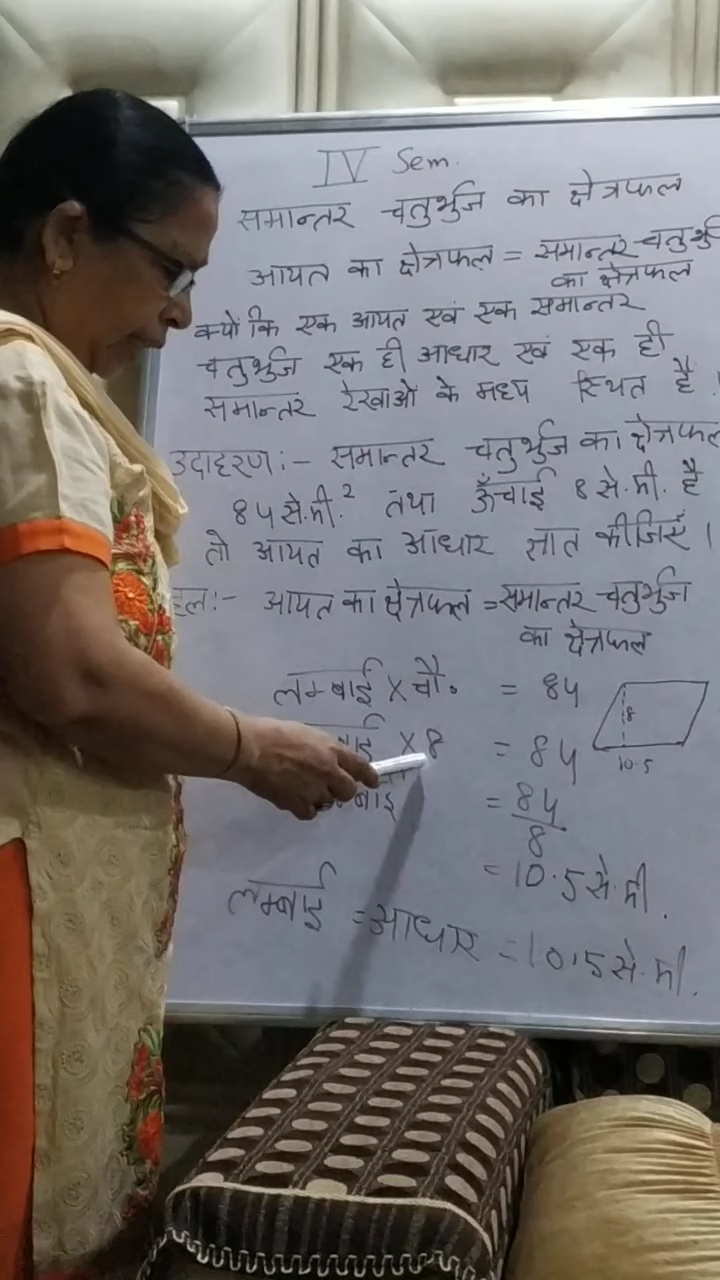 IV Sem.
समान्तर चतुर्भुज का क्षेत्रफल
आयत का क्षेत्रफल = समान्तर चतुर्भु
का क्षेत्रफल
क्यों कि एक आयत एवं एक समान्तर
चतुर्भुज एक ही आधार एवं एक ही
समान्तर रेखाओ के मध्य स्थित है ।
उदाहरण:- समान्तर चतुर्भुज का क्षेत्रफल
84 से.मी.² तथा ऊँचाई 8 से.मी. है
तो आयत का आधार ज्ञात कीजिएँ ।
हल:- आयत का क्षेत्रफल = समान्तर चतुर्भुज
का क्षेत्रफल
लम्बाई × चौ० = 84
× 8 = 84
= 84
8
= 10.5 से.मी.
लम्बाई = आधार = 10.5 से.मी.
8
10.5